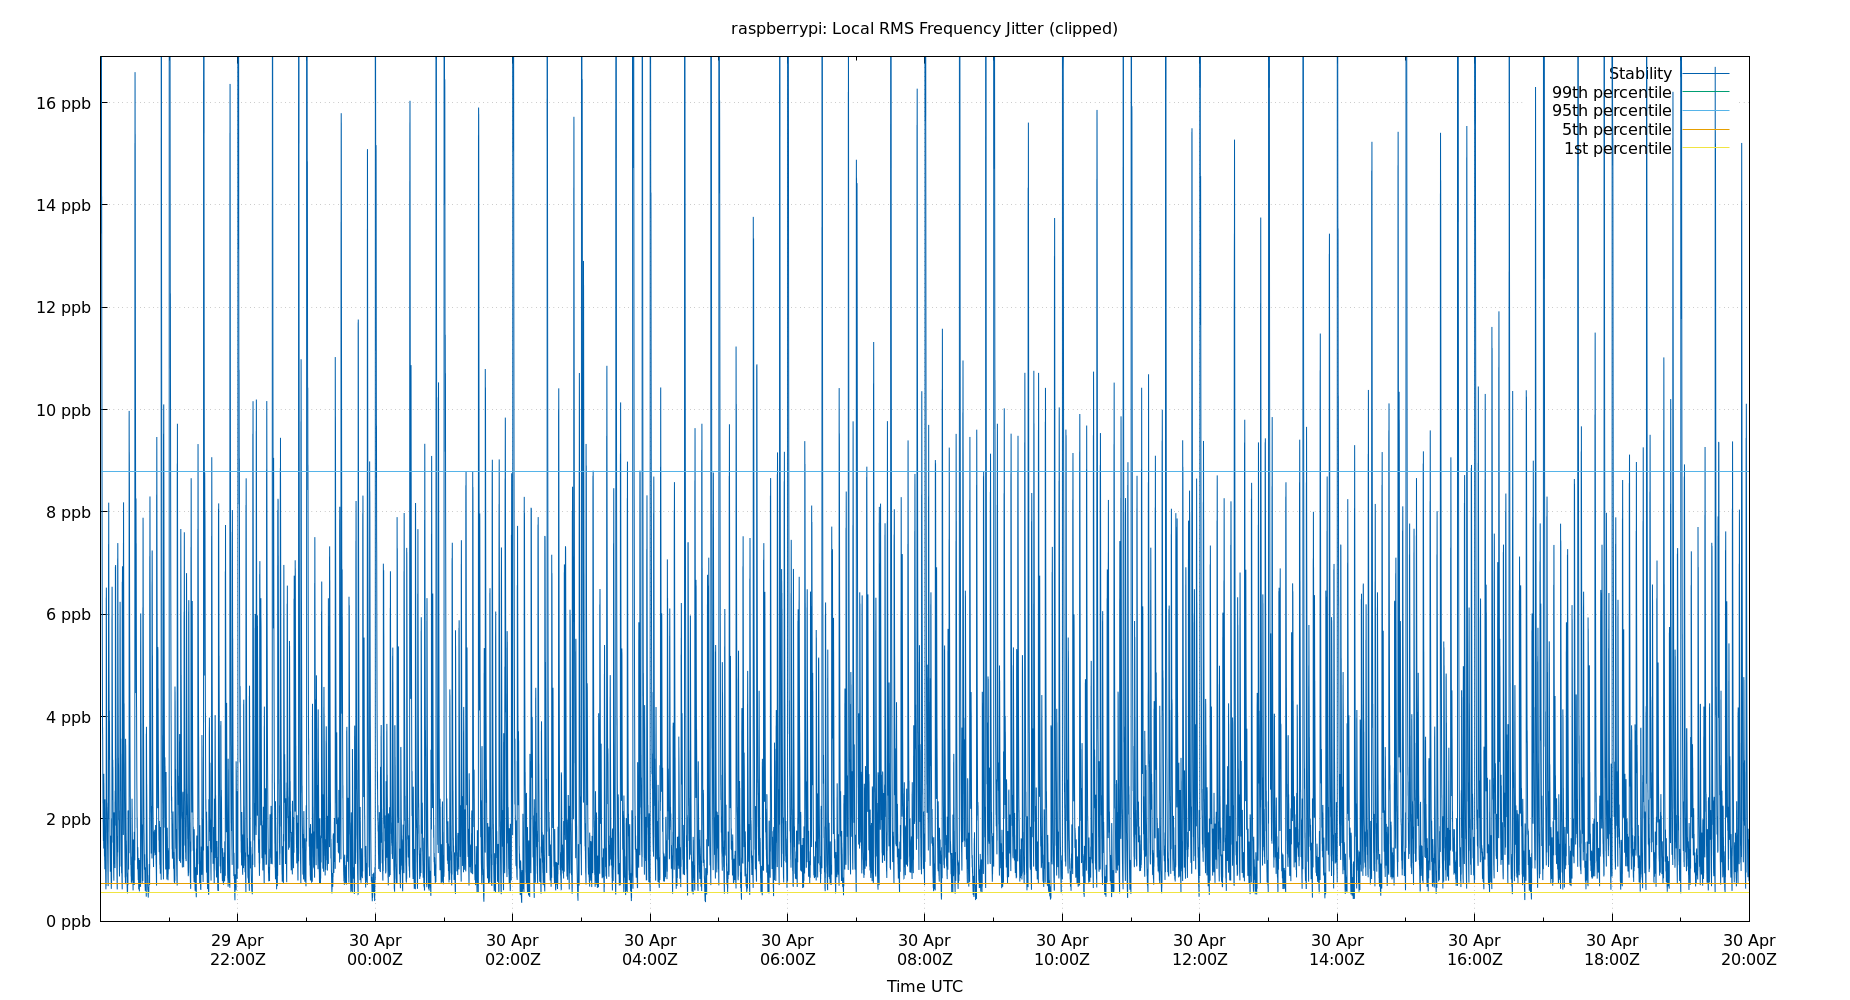 raspberrypi: Local RMS Frequency Jitter (clipped)
Stability
99th percentile
95th percentile
5th percentile
1st percentile
16 ppb
14 ppb
12 ppb
10 ppb
8 ppb
6 ppb
4 ppb
2 ppb
0 ppb
29 Apr 30 Apr 30 Apr 30 Apr 30 Apr 30 Apr 30 Apr 30 Apr 30 Apr 30 Apr 30 Apr 30 Apr
22:00Z 00:00Z 02:00Z 04:00Z 06:00Z 08:00Z 10:00Z 12:00Z 14:00Z 16:00Z 18:00Z 20:00Z
Time UTC